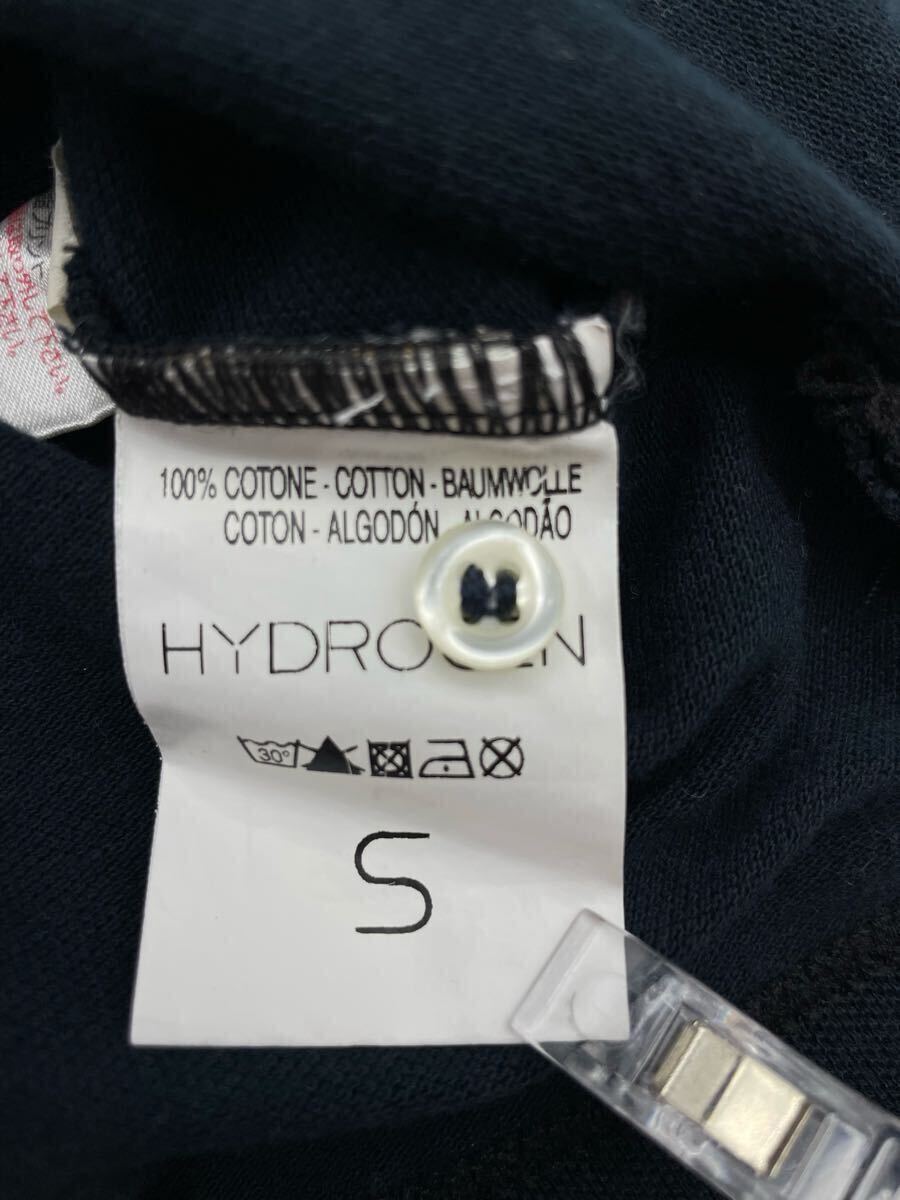 100% COTONE - COTTON - BAUMWOLLE
COTON - ALGODÓN - ALGODÃO
HYDROGEN
30°
S